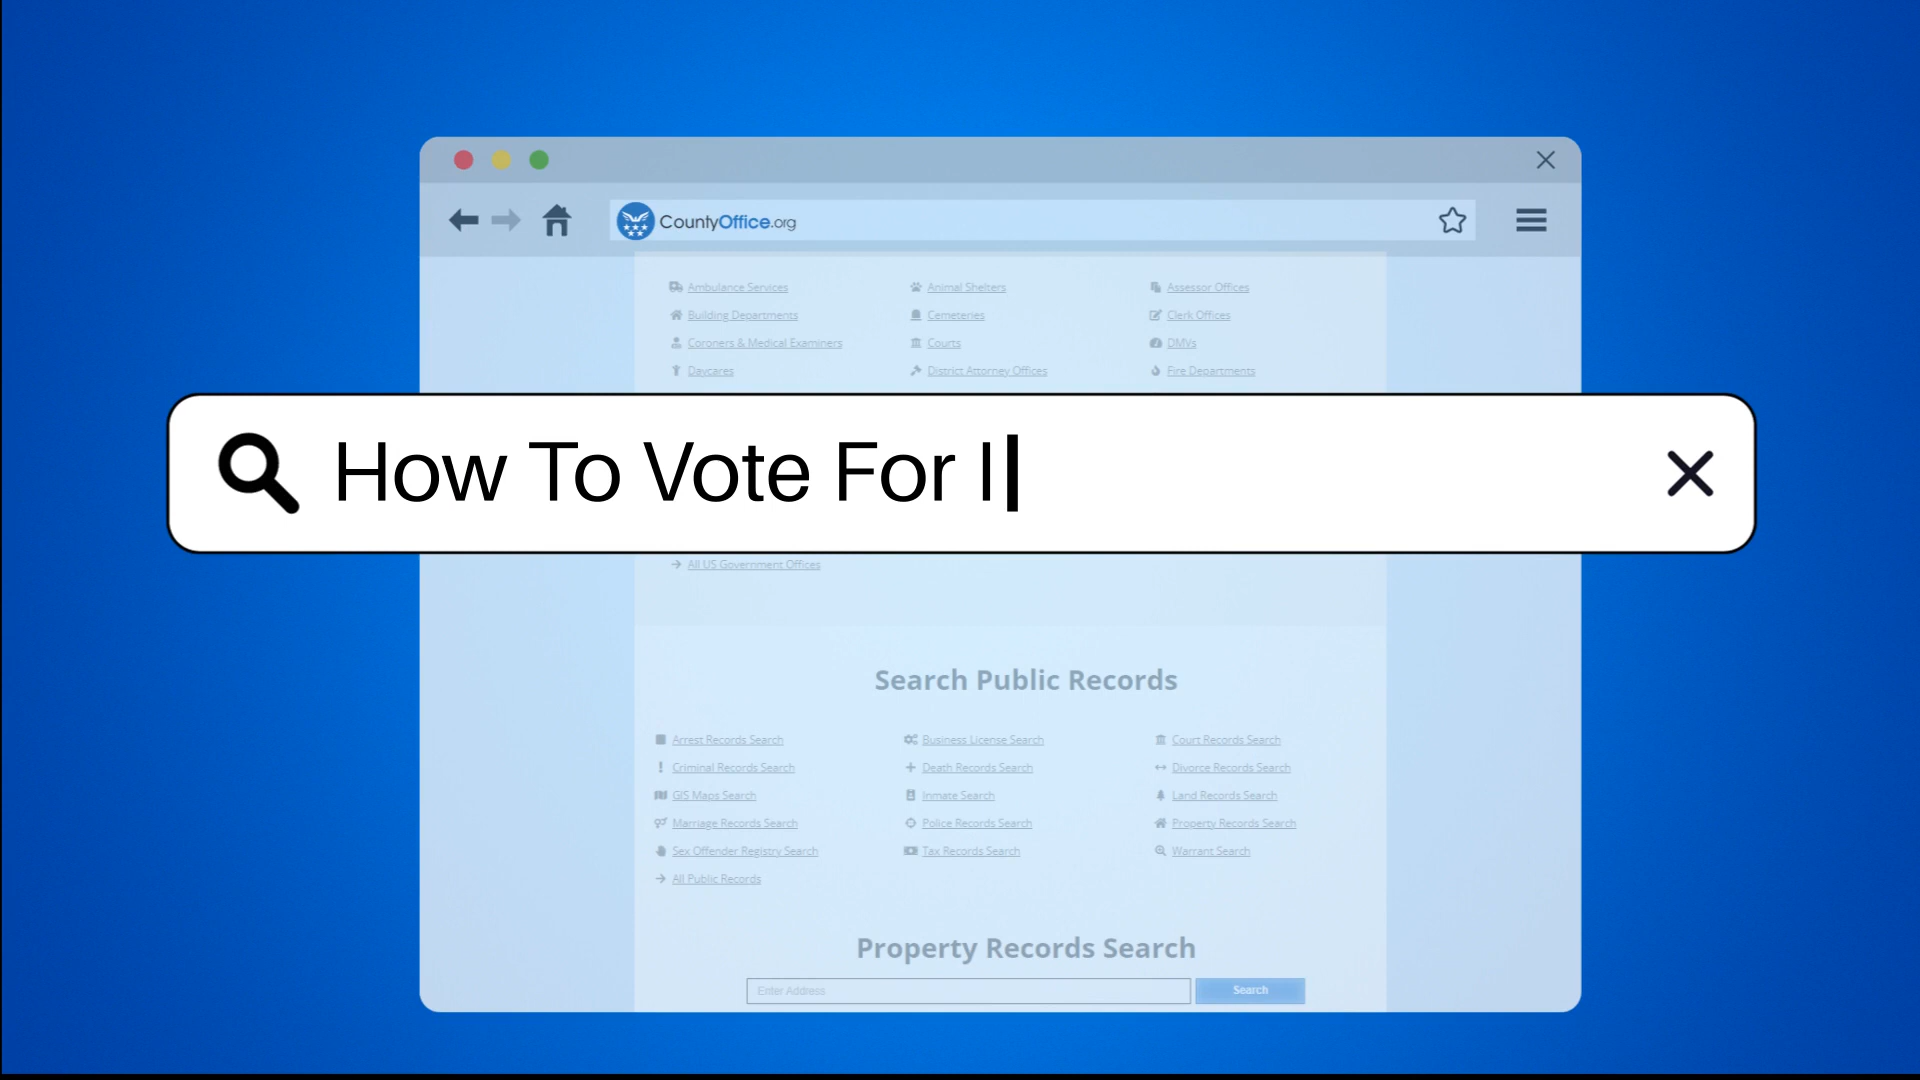 CountyOffice.org
Ambulance Services Animal Shelters Assessor Offices
Building Departments Cemeteries Clerk Offices
Coroners & Medical Examiners Courts DMVs
Daycares District Attorney Offices Fire Departments
How To Vote For I
All US Government Offices
Search Public Records
Arrest Records Search Business License Search Court Records Search
Criminal Records Search Death Records Search Divorce Records Search
GIS Maps Search Inmate Search Land Records Search
Marriage Records Search Police Records Search Property Records Search
Sex Offender Registry Search Tax Records Search Warrant Search
All Public Records
Property Records Search
Enter Address Search